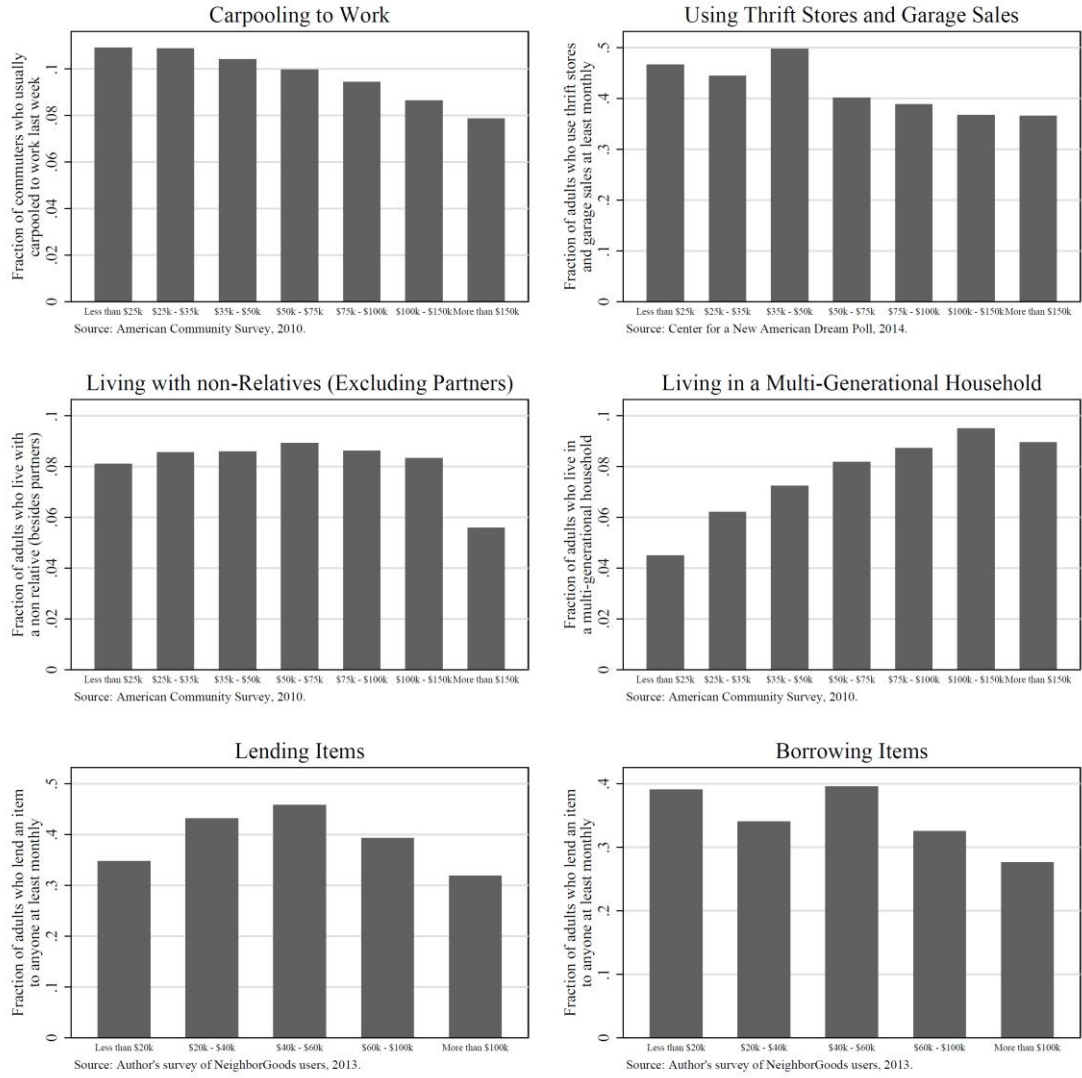 Carpooling to Work
Fraction of commuters who usually
carpooled to work last week
0
.02
.04
.06
.08
.1
Less than $25k
$25k - $35k
$35k - $50k
$50k - $75k
$75k - $100k
$100k - $150k
More than $150k
Source: American Community Survey, 2010.
Using Thrift Stores and Garage Sales
Fraction of adults who use thrift stores
and garage sales at least monthly
0
.1
.2
.3
.4
.5
Less than $25k
$25k - $35k
$35k - $50k
$50k - $75k
$75k - $100k
$100k - $150k
More than $150k
Source: Center for a New American Dream Poll, 2014.
Living with non-Relatives (Excluding Partners)
Fraction of adults who live with
a non relative (besides partners)
0
.02
.04
.06
.08
.1
Less than $25k
$25k - $35k
$35k - $50k
$50k - $75k
$75k - $100k
$100k - $150k
More than $150k
Source: American Community Survey, 2010.
Living in a Multi-Generational Household
Fraction of adults who live in
a multi-generational household
0
.02
.04
.06
.08
.1
Less than $25k
$25k - $35k
$35k - $50k
$50k - $75k
$75k - $100k
$100k - $150k
More than $150k
Source: American Community Survey, 2010.
Lending Items
Fraction of adults who lend an item
to anyone at least monthly
0
.1
.2
.3
.4
.5
Less than $20k
$20k - $40k
$40k - $60k
$60k - $100k
More than $100k
Source: Author's survey of NeighborGoods users, 2013.
Borrowing Items
Fraction of adults who lend an item
to anyone at least monthly
0
.1
.2
.3
.4
Less than $20k
$20k - $40k
$40k - $60k
$60k - $100k
More than $100k
Source: Author's survey of NeighborGoods users, 2013.